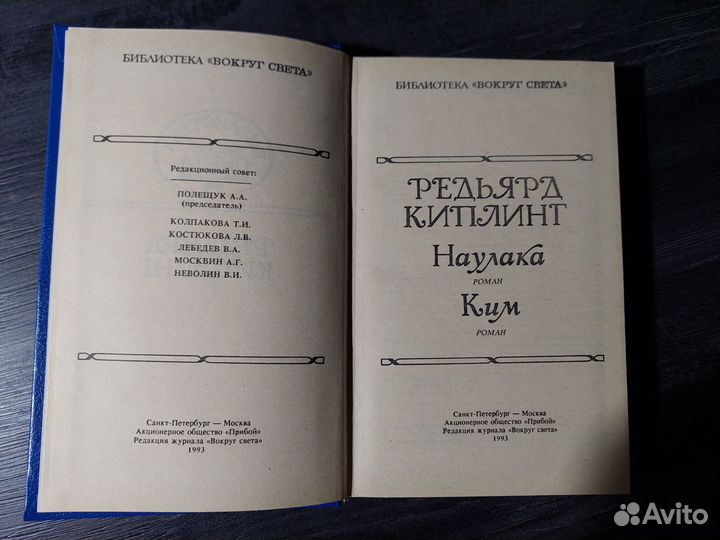 БИБЛИОТЕКА «ВОКРУГ СВЕТА»
Редакционный совет:
ПОЛЕЩУК А.А.
(председатель)
КОЛПАКОВА Т.И.
КОСТЮКОВА Л.В.
ЛЕБЕДЕВ В.А.
МОСКВИН А.Г.
НЕВОЛИН В.И.
Санкт-Петербург — Москва
Акционерное общество "Прибой"
Редакция журнала "Вокруг света"
1993
БИБЛИОТЕКА «ВОКРУГ СВЕТА»
РЕДЬЯРД
КИПЛИНГ
Наулака
РОМАН
Ким
РОМАН
Санкт-Петербург — Москва
Акционерное общество "Прибой"
Редакция журнала "Вокруг света"
1993
Avito